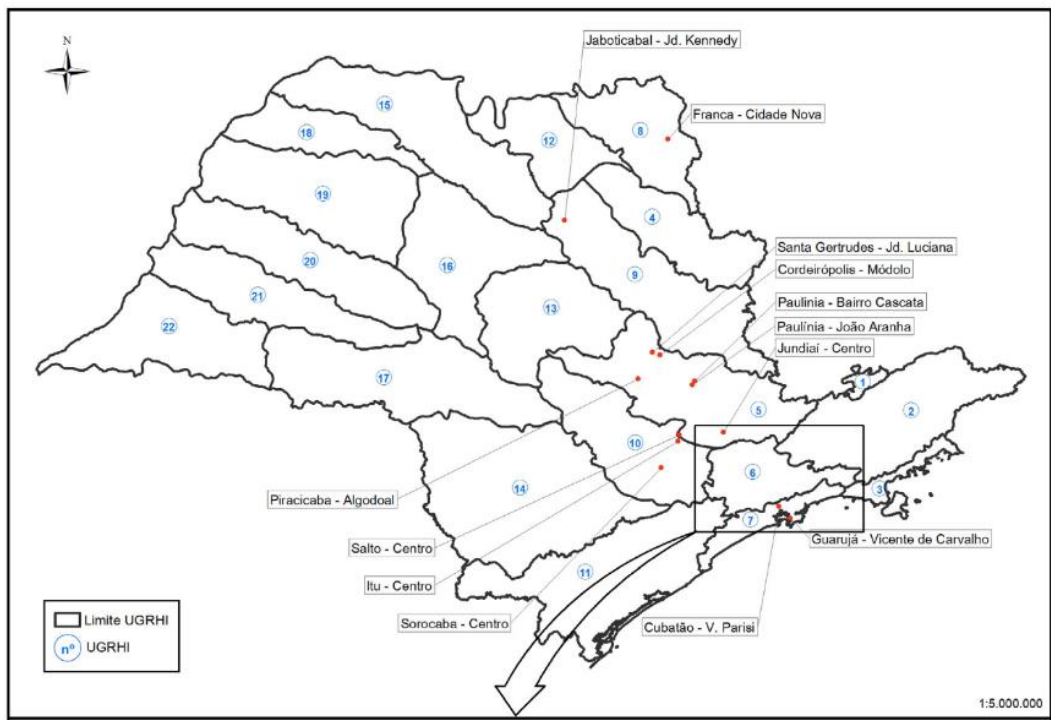 N
Jaboticabal - Jd. Kennedy
15
Franca - Cidade Nova
18
12
8
19
4
Santa Gertrudes - Jd. Luciana
20
16
9
Cordeirópolis - Módolo
21
13
Paulinia - Bairro Cascata
22
Paulínia - João Aranha
Jundiaí - Centro
17
1
5
2
10
6
14
3
Piracicaba - Algodoal
7
Guarujá - Vicente de Carvalho
Salto - Centro
11
Itu - Centro
Sorocaba - Centro
Cubatão - V. Parisi
Limite UGRHI
nº UGRHI
1:5.000.000